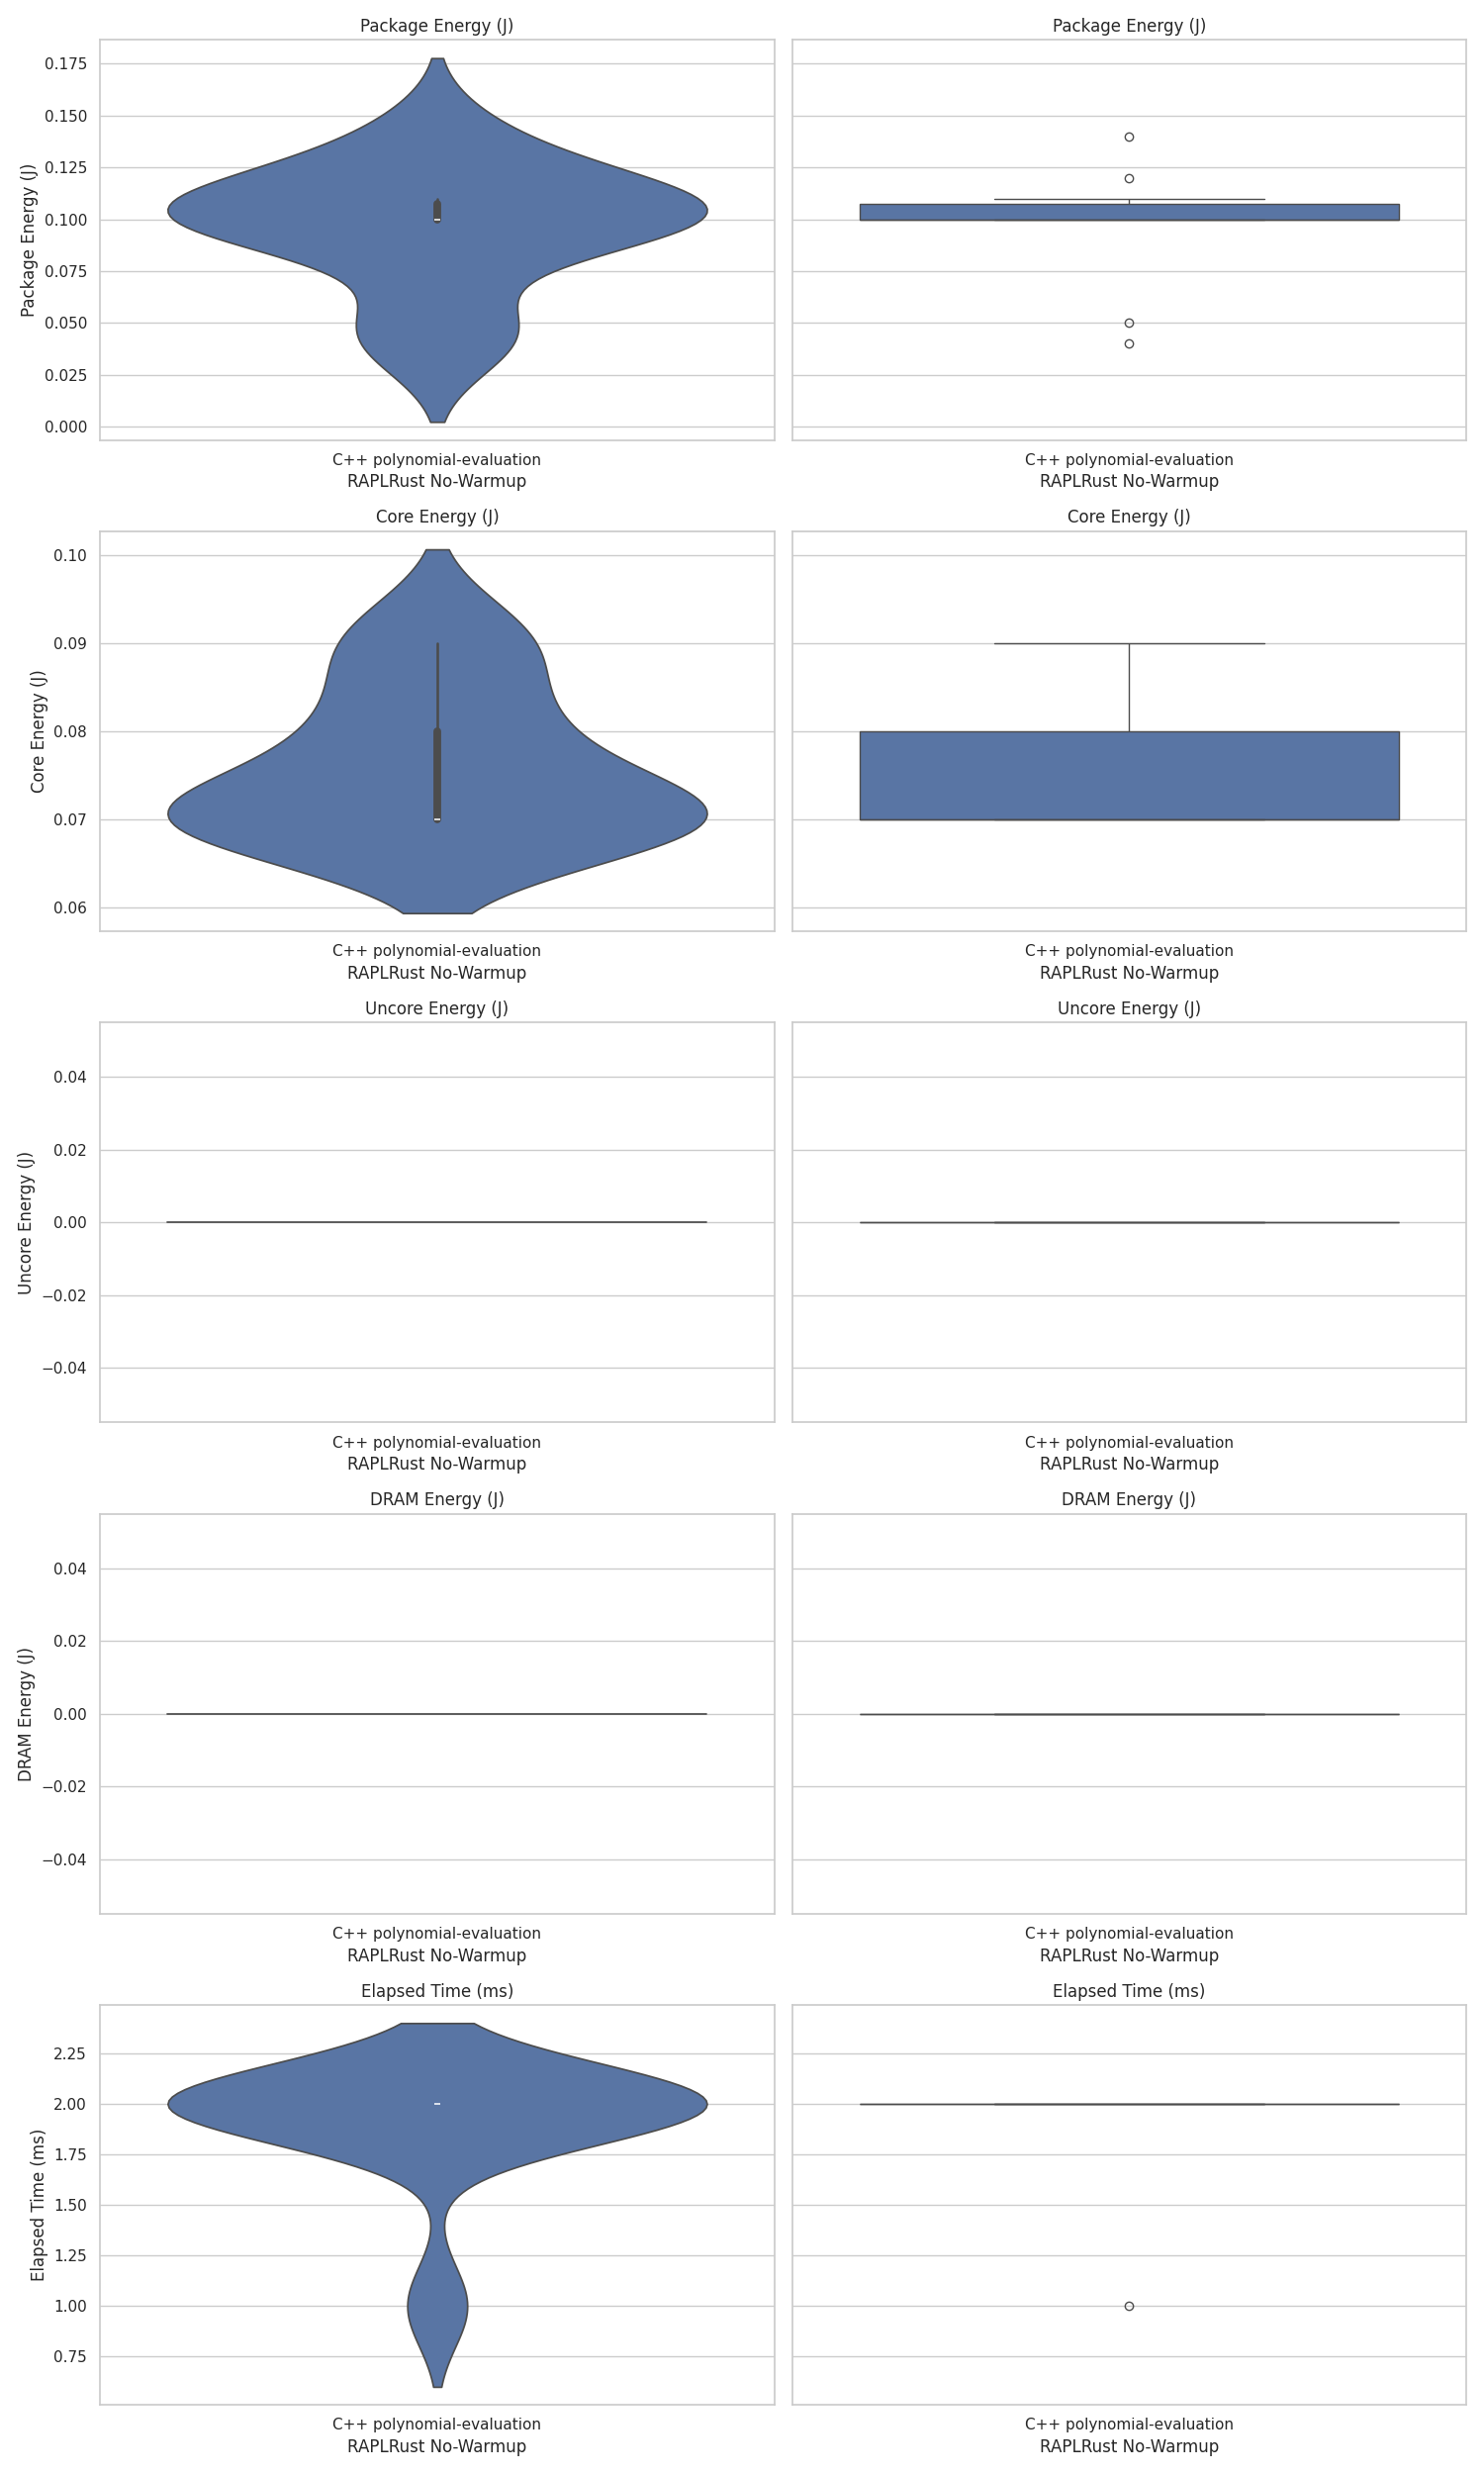 Package Energy (J)
Package Energy (J)
Package Energy (J)
0.175
0.150
0.125
0.100
0.075
0.050
0.025
0.000
C++ polynomial-evaluation
RAPLRust No-Warmup
C++ polynomial-evaluation
RAPLRust No-Warmup
Core Energy (J)
Core Energy (J)
Core Energy (J)
0.10
0.09
0.08
0.07
0.06
C++ polynomial-evaluation
RAPLRust No-Warmup
C++ polynomial-evaluation
RAPLRust No-Warmup
Uncore Energy (J)
Uncore Energy (J)
Uncore Energy (J)
0.04
0.02
0.00
−0.02
−0.04
C++ polynomial-evaluation
RAPLRust No-Warmup
C++ polynomial-evaluation
RAPLRust No-Warmup
DRAM Energy (J)
DRAM Energy (J)
DRAM Energy (J)
0.04
0.02
0.00
−0.02
−0.04
C++ polynomial-evaluation
RAPLRust No-Warmup
C++ polynomial-evaluation
RAPLRust No-Warmup
Elapsed Time (ms)
Elapsed Time (ms)
Elapsed Time (ms)
2.25
2.00
1.75
1.50
1.25
1.00
0.75
C++ polynomial-evaluation
RAPLRust No-Warmup
C++ polynomial-evaluation
RAPLRust No-Warmup